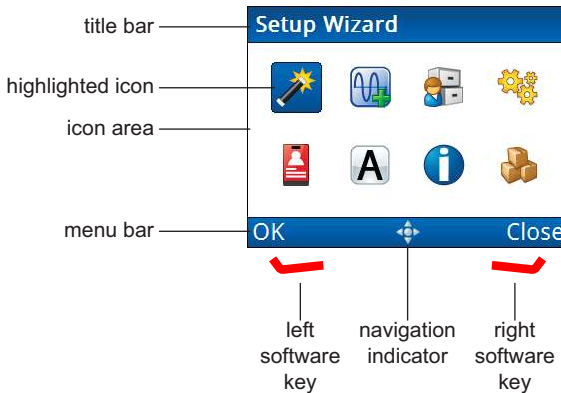 title bar
Setup Wizard
highlighted icon
icon area
A
i
menu bar
OK
Close
left
software
key
navigation
indicator
right
software
key